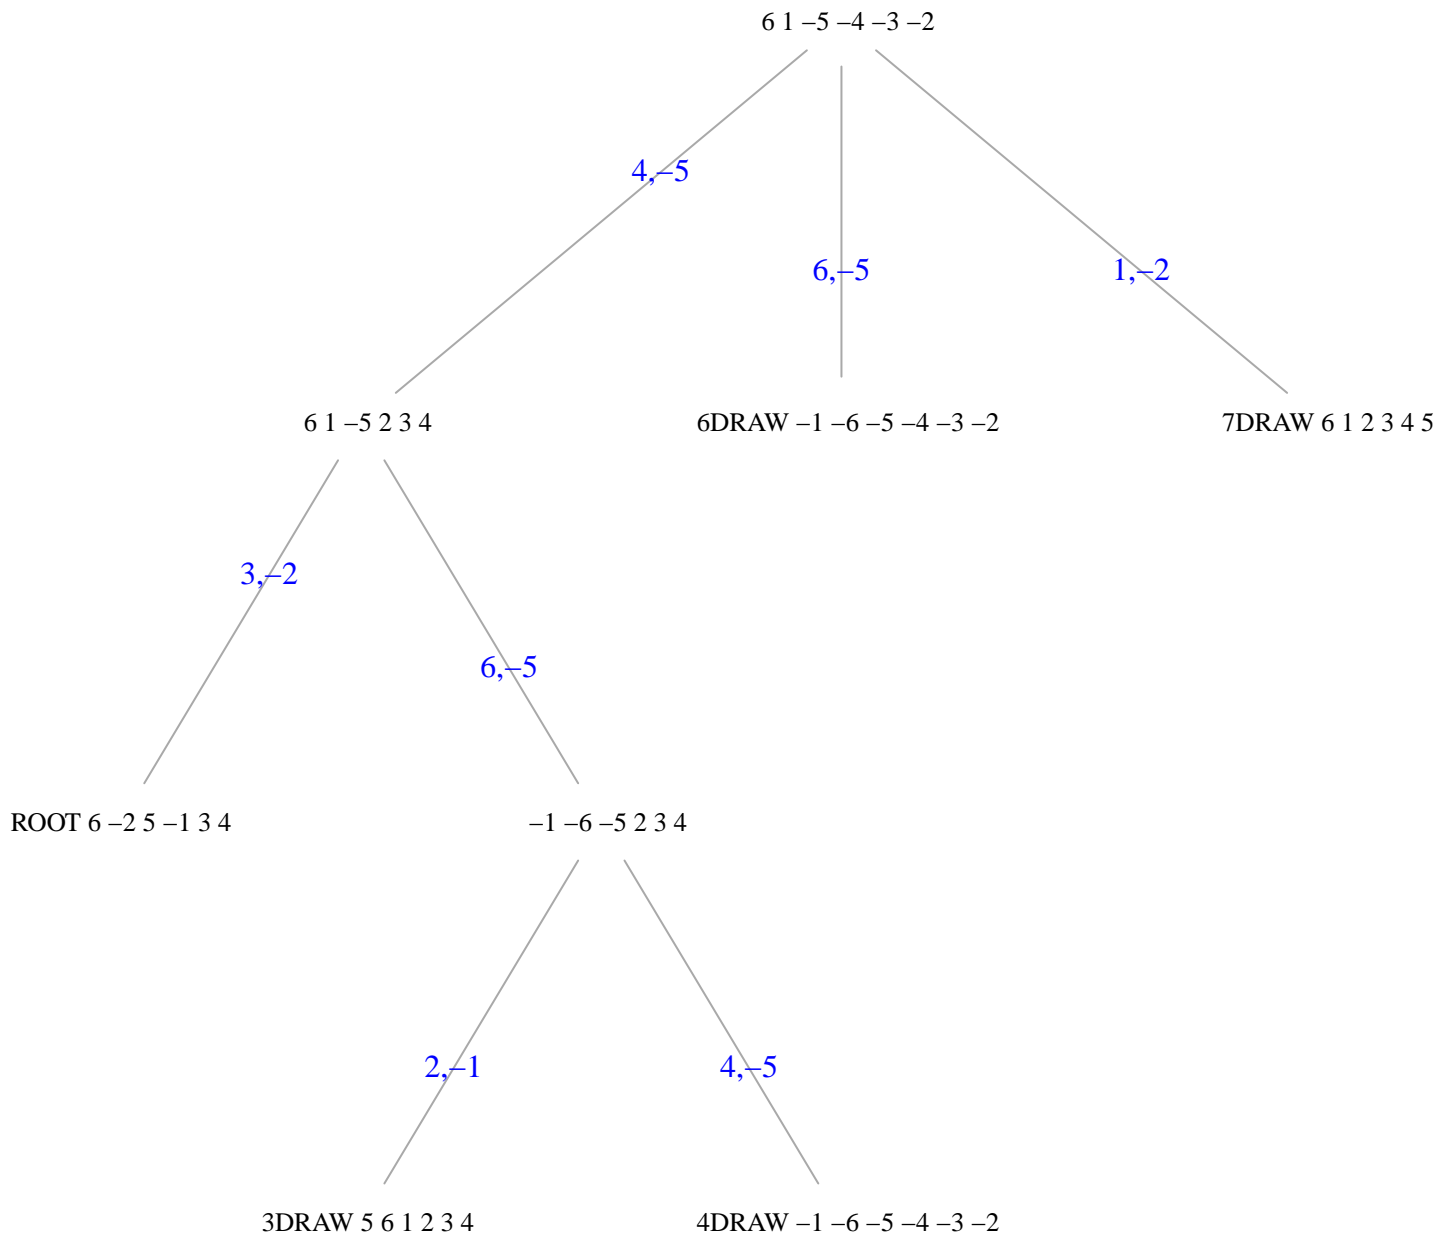 6 1 –5 –4 –3 –2
4,–5
6,–5
1,–2
6 1 –5 2 3 4
6DRAW –1 –6 –5 –4 –3 –2
7DRAW 6 1 2 3 4 5
3,–2
6,–5
ROOT 6 –2 5 –1 3 4
–1 –6 –5 2 3 4
2,–1
4,–5
3DRAW 5 6 1 2 3 4
4DRAW –1 –6 –5 –4 –3 –2